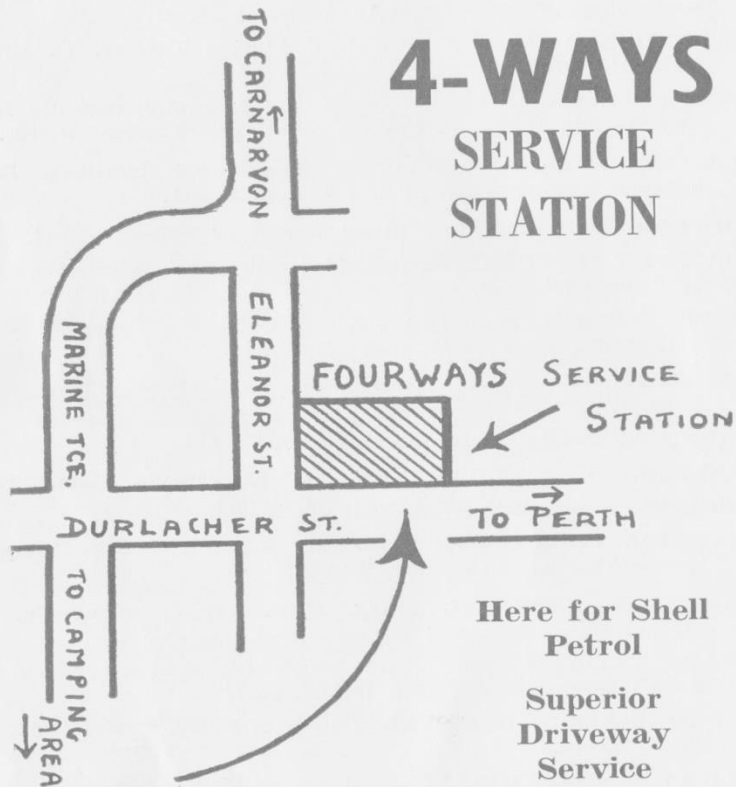 4-WAYS
SERVICE
STATION
TO CARNARVON
MARINE TCE,
ELEANOR ST.
FOURWAYS SERVICE
STATION
DURLACHER ST.
TO PERTH
TO CAMPING
AREA
Here for Shell
Petrol
Superior
Driveway
Service